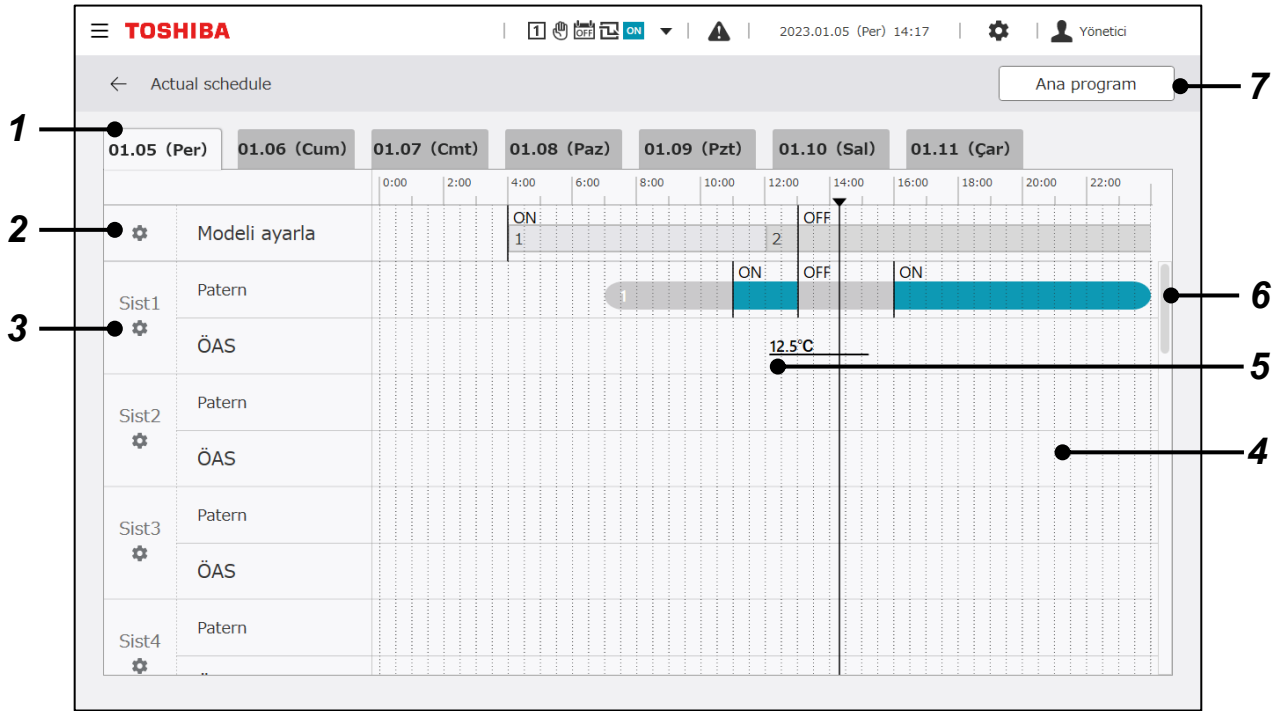 TOSHIBA
1 OFF ON 2023.01.05 (Per) 14:17 Yönetici
← Actual schedule Ana program 7
1
01.05 (Per) 01.06 (Cum) 01.07 (Cmt) 01.08 (Paz) 01.09 (Pzt) 01.10 (Sal) 01.11 (Çar)
0:00 2:00 4:00 6:00 8:00 10:00 12:00 14:00 16:00 18:00 20:00 22:00
ON OFF
2 Modeli ayarla 1 2
ON OFF ON
Patern 1 6
Sist1
3
ÖAS 12.5°C
5
Patern
Sist2
4
ÖAS
Patern
Sist3
ÖAS
Patern
Sist4